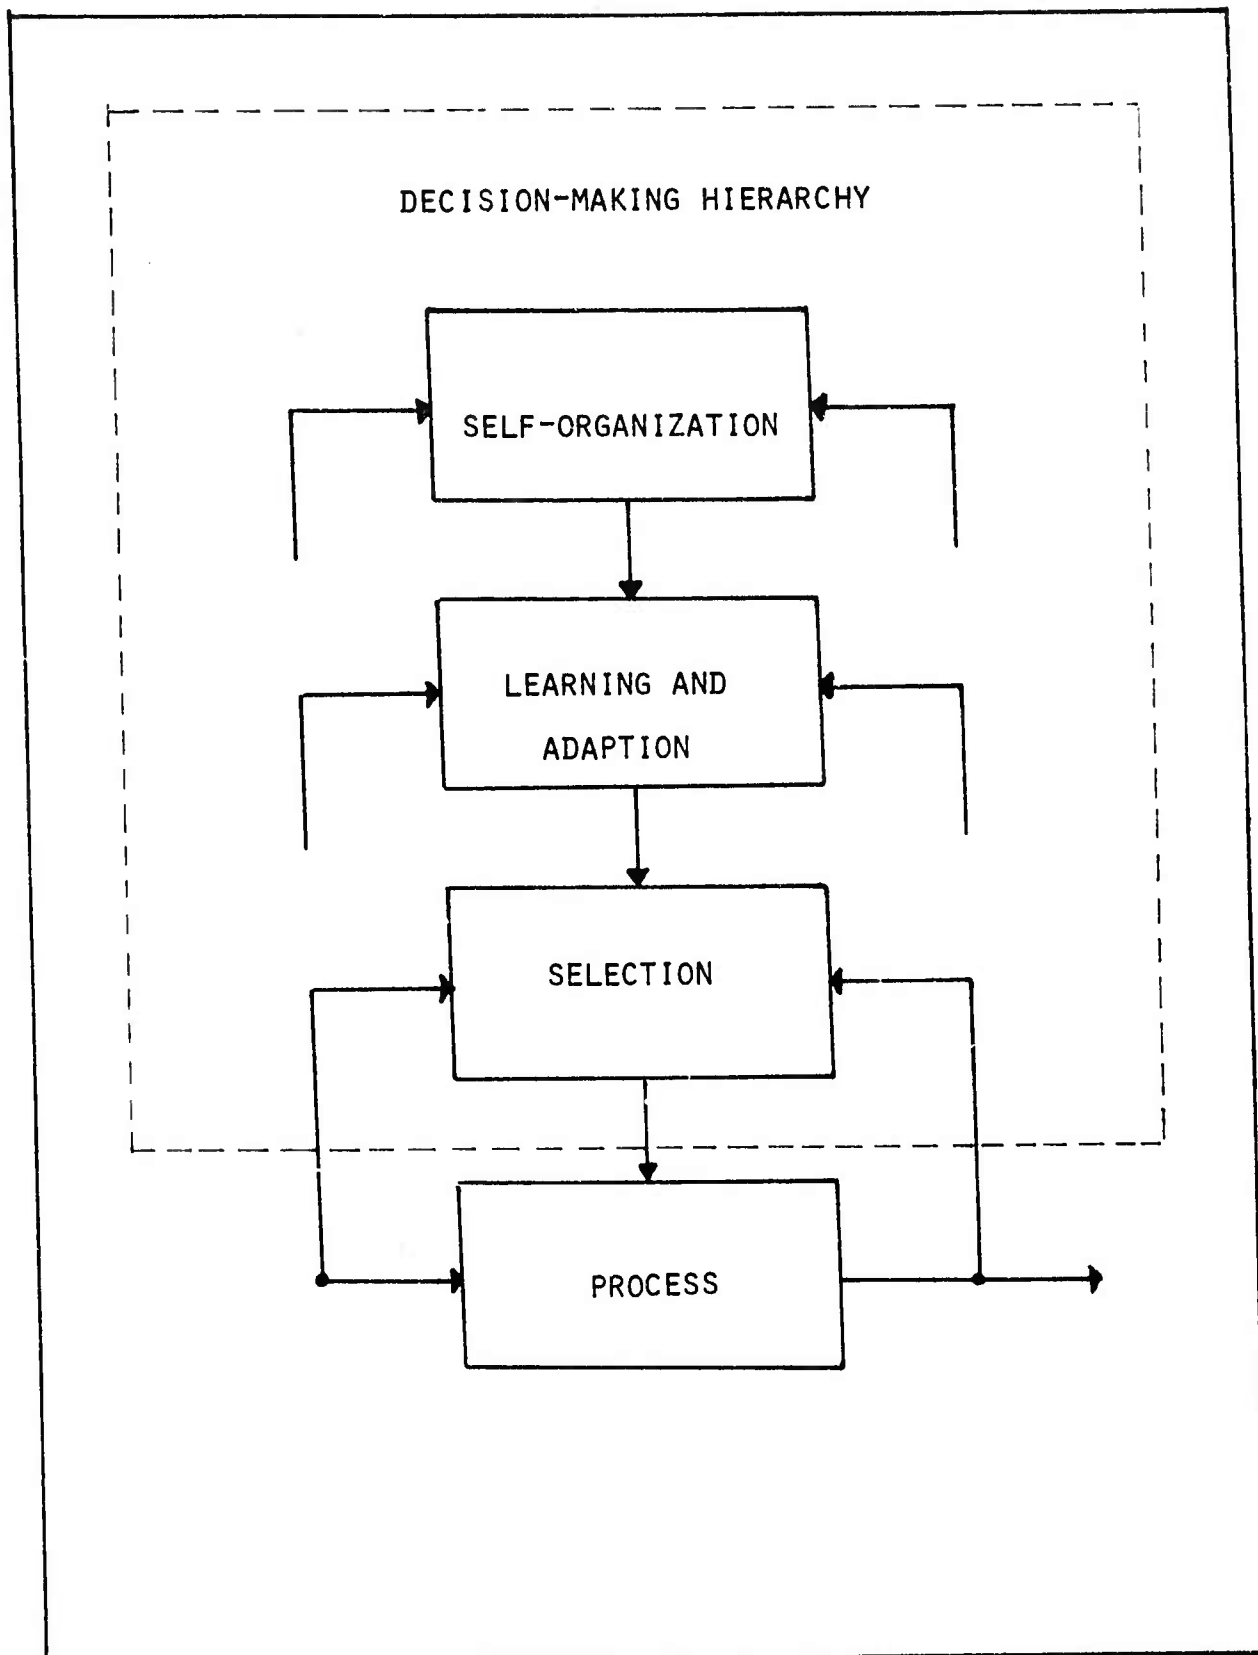 DECISION-MAKING HIERARCHY
SELF-ORGANIZATION
LEARNING AND
ADAPTION
SELECTION
PROCESS